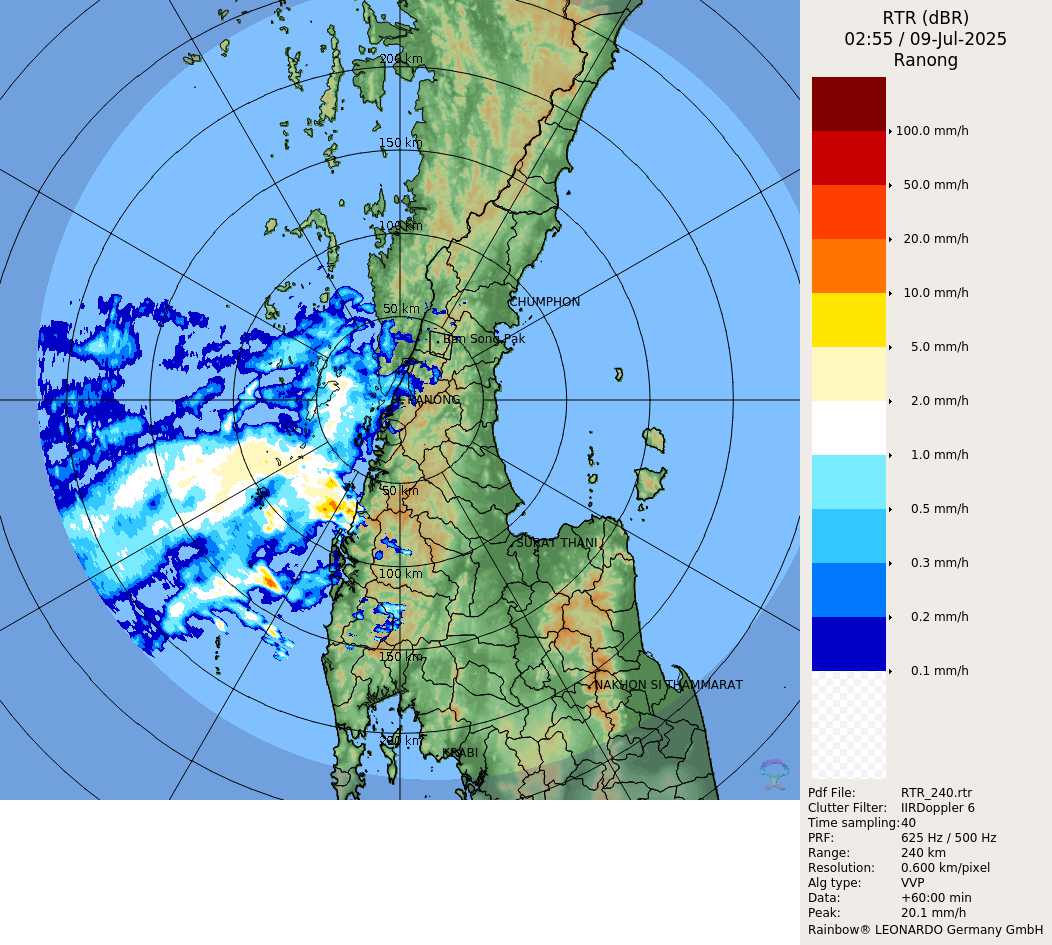 RTR (dBR)
02:55 / 09-Jul-2025
Ranong
200 km
150 km
100 km
50 km
CHUMPHON
Ban Song Pak
RANONG
50 km
SURAT THANI
100 km
150 km
NAKHON SI THAMMARAT
200 km
KRABI
100.0 mm/h
50.0 mm/h
20.0 mm/h
10.0 mm/h
5.0 mm/h
2.0 mm/h
1.0 mm/h
0.5 mm/h
0.3 mm/h
0.2 mm/h
0.1 mm/h
Pdf File: RTR_240.rtr
Clutter Filter: IIRDoppler 6
Time sampling: 40
PRF: 625 Hz / 500 Hz
Range: 240 km
Resolution: 0.600 km/pixel
Alg type: VVP
Data: +60:00 min
Peak: 20.1 mm/h
Rainbow® LEONARDO Germany GmbH